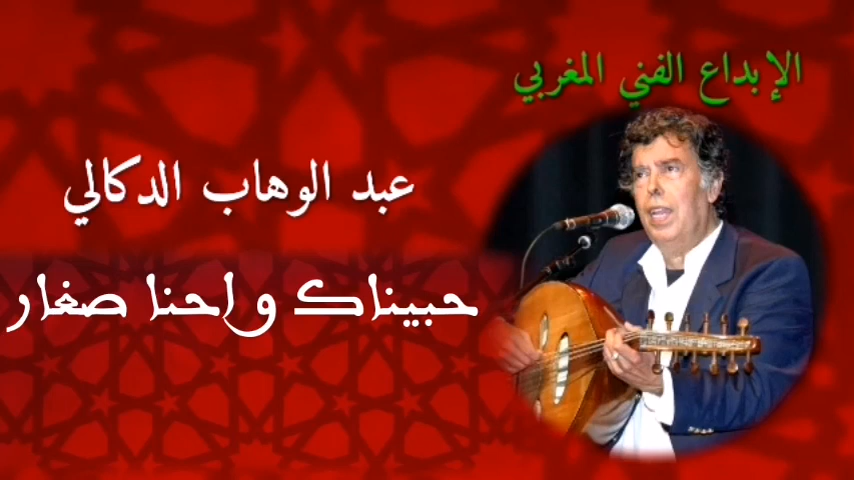 الإبداع الفني المغربي
عبد الوهاب الدكالي
حبيناك واحنا صغار